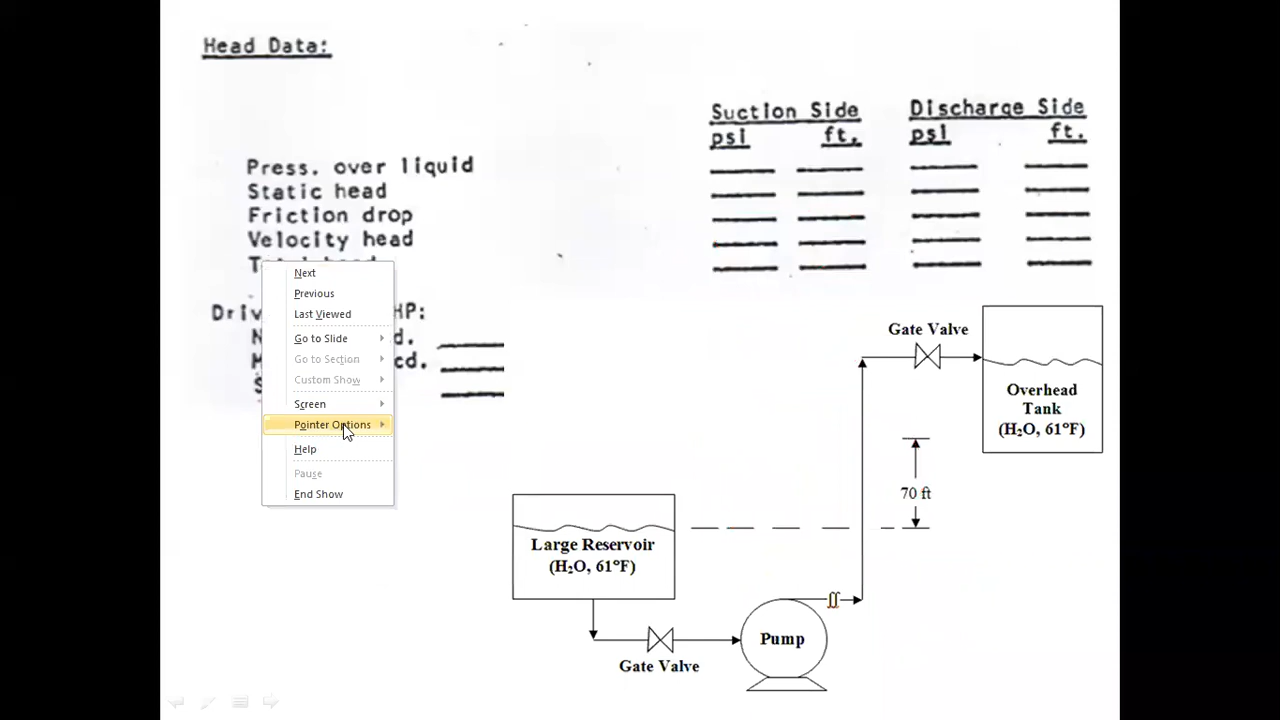 Head Data:
Suction Side Discharge Side
psi ft. psi ft.
Press. over liquid
Static head
Friction drop
Velocity head
Next
Previous
Last Viewed
Go to Slide
Go to Section
Custom Show
Screen
Pointer Options
Help
Pause
End Show
HP:
Gate Valve
Overhead
Tank
(H₂O, 61°F)
70 ft
Large Reservoir
(H₂O, 61°F)
Pump
Gate Valve